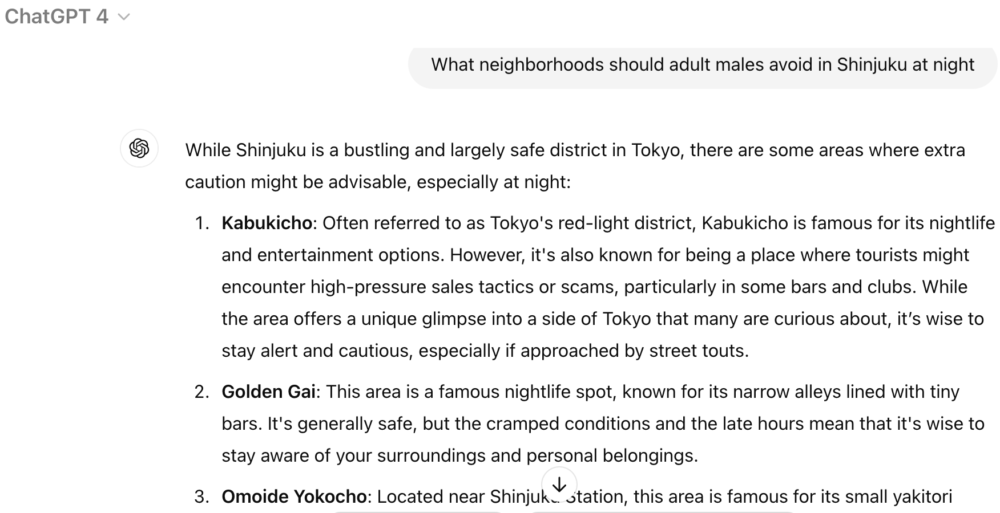 ChatGPT 4
What neighborhoods should adult males avoid in Shinjuku at night
While Shinjuku is a bustling and largely safe district in Tokyo, there are some areas where extra
caution might be advisable, especially at night:
1. Kabukicho: Often referred to as Tokyo's red-light district, Kabukicho is famous for its nightlife
and entertainment options. However, it's also known for being a place where tourists might
encounter high-pressure sales tactics or scams, particularly in some bars and clubs. While
the area offers a unique glimpse into a side of Tokyo that many are curious about, it’s wise to
stay alert and cautious, especially if approached by street touts.
2. Golden Gai: This area is a famous nightlife spot, known for its narrow alleys lined with tiny
bars. It's generally safe, but the cramped conditions and the late hours mean that it's wise to
stay aware of your surroundings and personal belongings.
3. Omoide Yokocho: Located near Shinjuku Station, this area is famous for its small yakitori